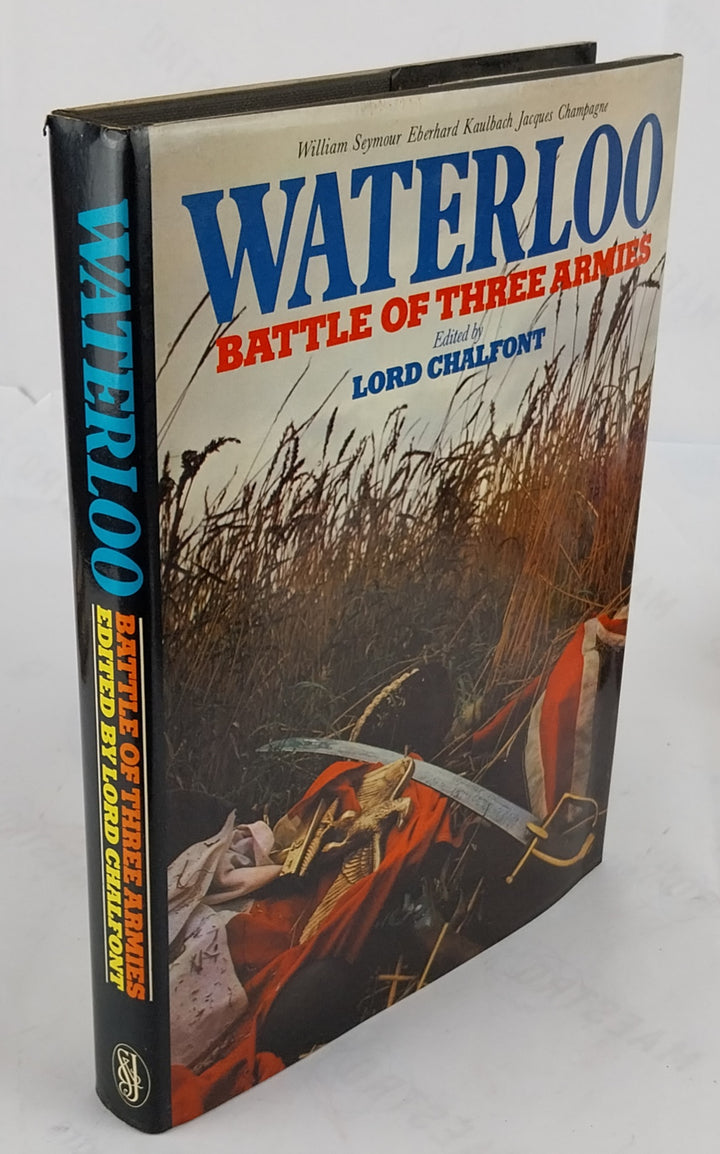 William Seymour Eberhard Kaulbach Jacques Champagne
WATERLOO
BATTLE OF THREE ARMIES
Edited by
LORD CHALFONT
WATERLOO
BATTLE OF THREE ARMIES
EDITED BY LORD CHALFONT